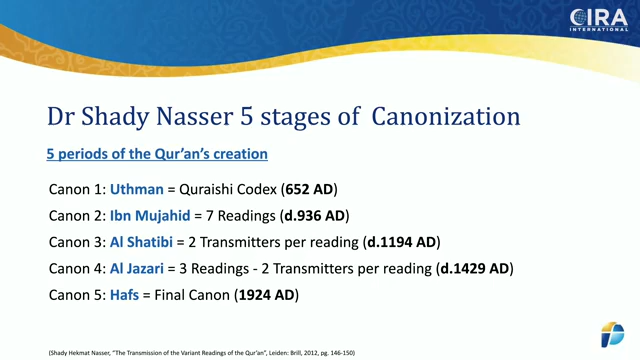 CIRA
INTERNATIONAL
Dr Shady Nasser 5 stages of Canonization
5 periods of the Qur'an's creation
Canon 1: Uthman = Quraishi Codex (652 AD)
Canon 2: Ibn Mujahid = 7 Readings (d.936 AD)
Canon 3: Al Shatibi = 2 Transmitters per reading (d.1194 AD)
Canon 4: Al Jazari = 3 Readings - 2 Transmitters per reading (d.1429 AD)
Canon 5: Hafs = Final Canon (1924 AD)
(Shady Hekmat Nasser, "The Transmission of the Variant Readings of the Qur'an", Leiden: Brill, 2012, pg. 146-150)